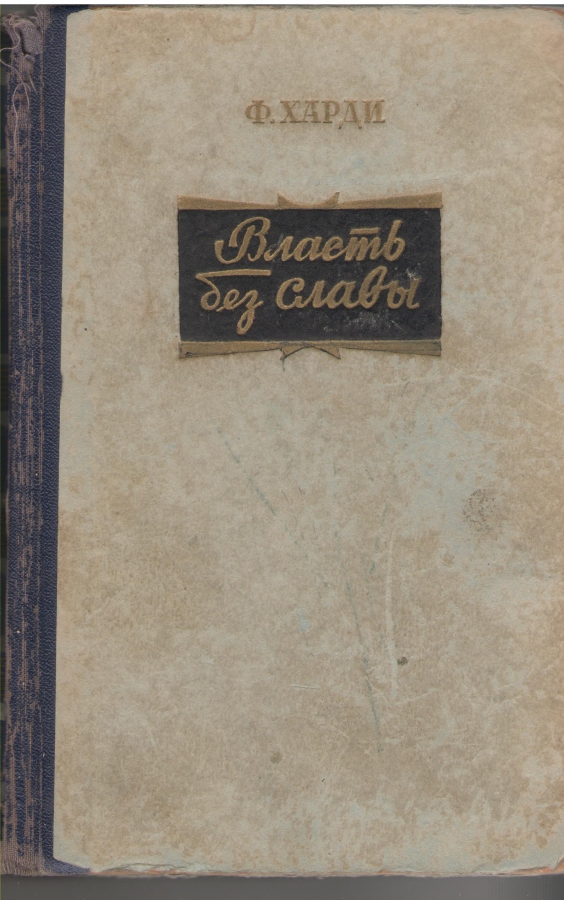 Ф. ХАРДИ
Власть
без славы